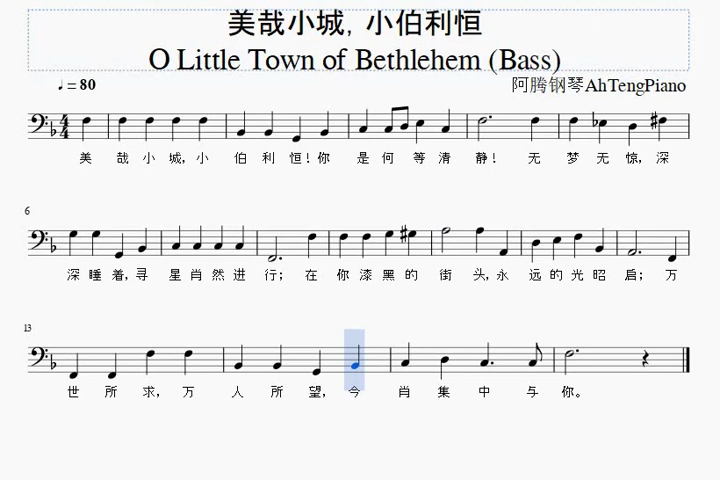 美哉小城，小伯利恒
O Little Town of Bethlehem (Bass)
♩= 80
阿腾钢琴AhTengPiano
美 哉 小 城, 小 伯 利 恒! 你 是 何 等 清 静! 无 梦 无 惊, 深
6
深 睡 着, 寻 星 肖 然 进 行; 在 你 漆 黑 的 街 头, 永 远 的 光 昭 启; 万
13
世 所 求, 万 人 所 望, 今 肖 集 中 与 你。